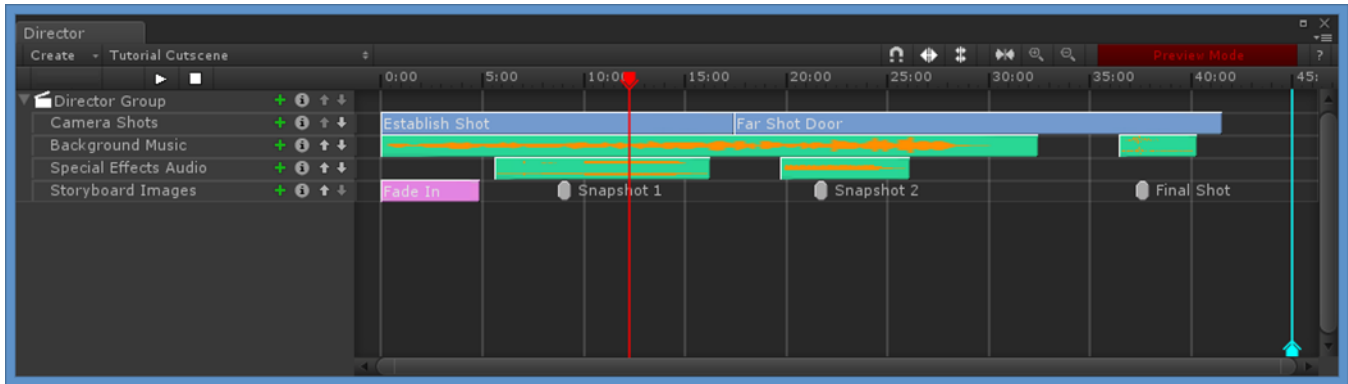 Director
Create Tutorial Cutscene Preview Mode ?
0:00 5:00 10:00 15:00 20:00 25:00 30:00 35:00 40:00 45:
Director Group
Camera Shots Establish Shot Far Shot Door
Background Music
Special Effects Audio
Storyboard Images Fade In Snapshot 1 Snapshot 2 Final Shot